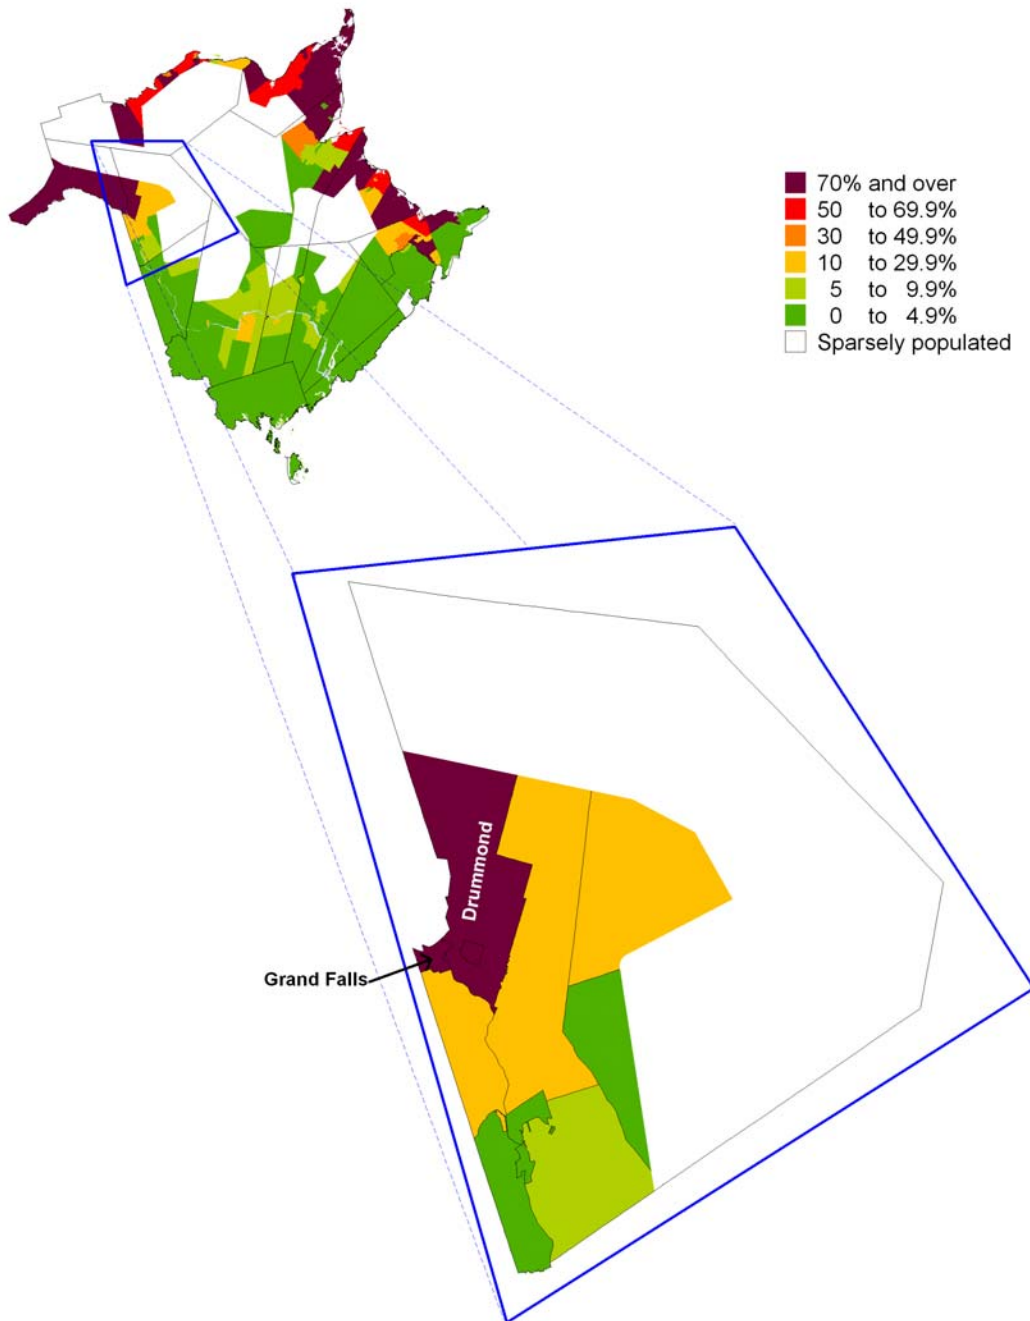 70% and over
50 to 69.9%
30 to 49.9%
10 to 29.9%
5 to 9.9%
0 to 4.9%
Sparsely populated
Drummond
Grand Falls